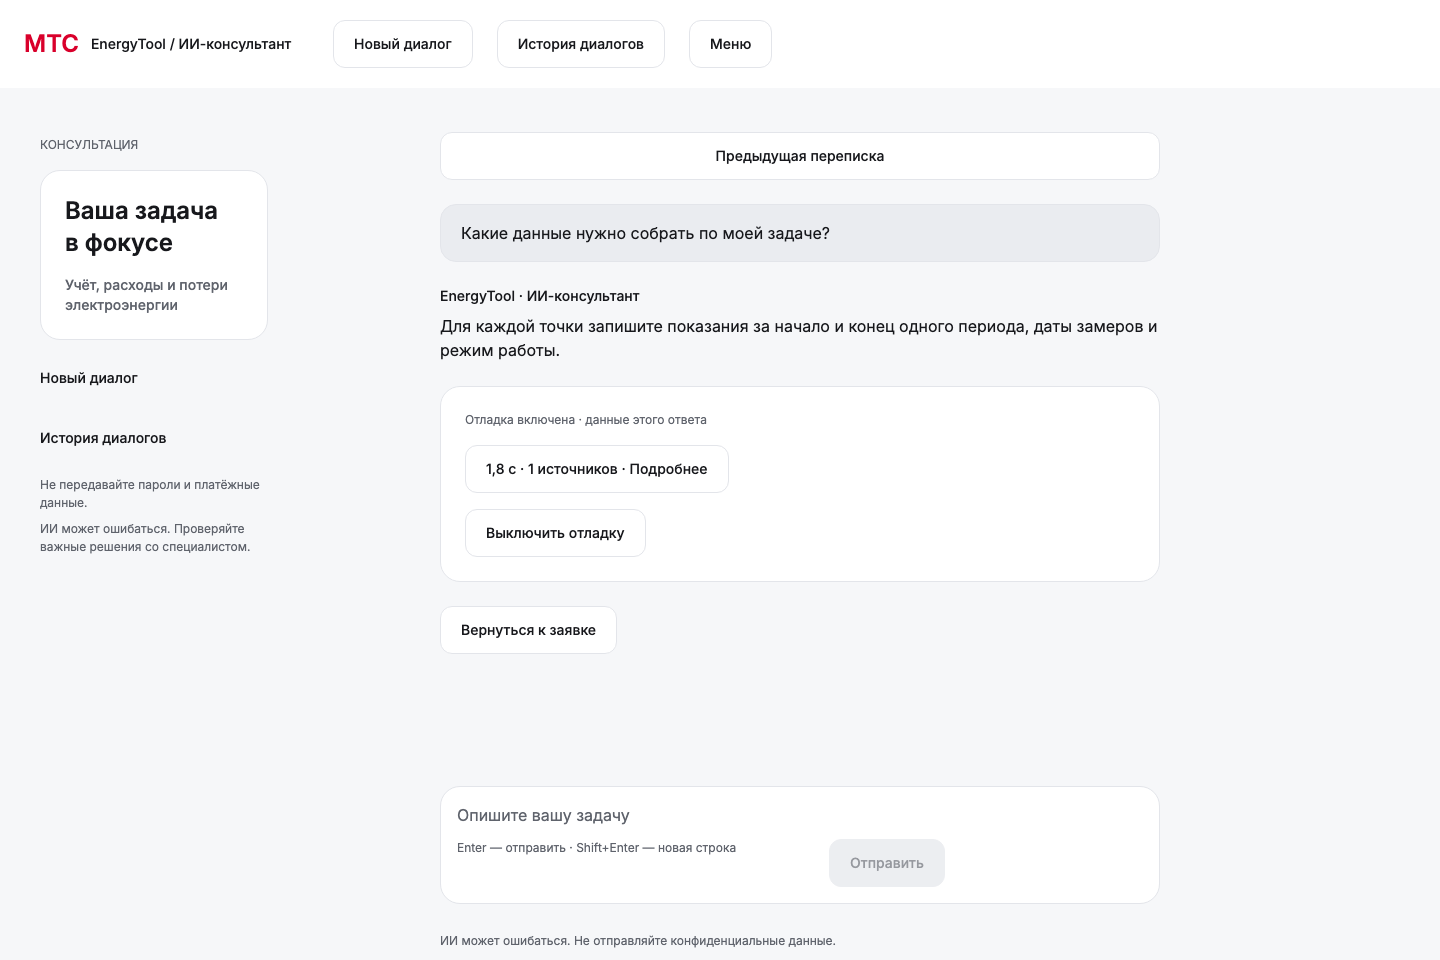 МТС EnergyTool / ИИ-консультант Новый диалог История диалогов Меню
КОНСУЛЬТАЦИЯ
Ваша задача
в фокусе
Учёт, расходы и потери
электроэнергии
Новый диалог
История диалогов
Не передавайте пароли и платёжные
данные.
ИИ может ошибаться. Проверяйте
важные решения со специалистом.
Предыдущая переписка
Какие данные нужно собрать по моей задаче?
EnergyTool · ИИ-консультант
Для каждой точки запишите показания за начало и конец одного периода, даты замеров и
режим работы.
Отладка включена · данные этого ответа
1,8 с · 1 источников · Подробнее
Выключить отладку
Вернуться к заявке
Опишите вашу задачу
Enter — отправить · Shift+Enter — новая строка
Отправить
ИИ может ошибаться. Не отправляйте конфиденциальные данные.